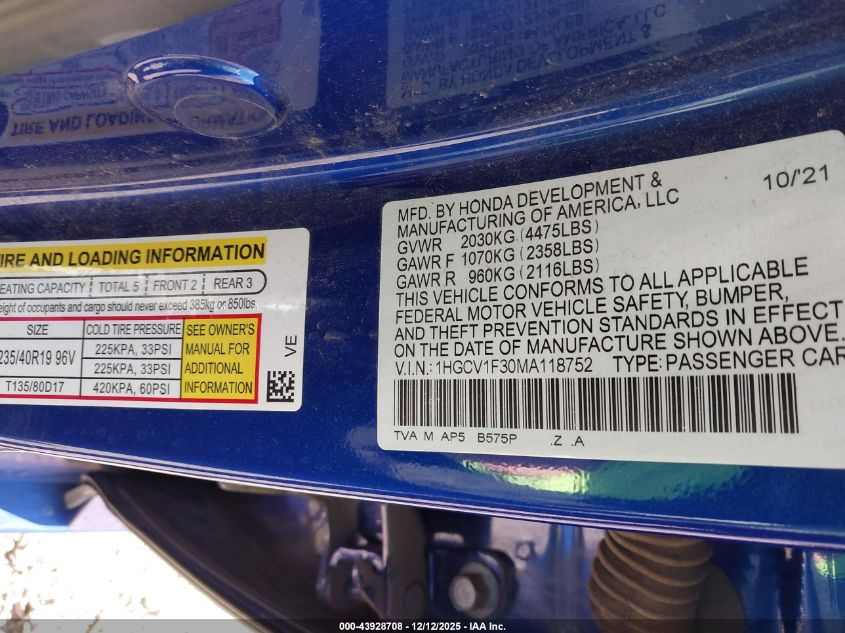 MFD. BY HONDA DEVELOPMENT &
MANUFACTURING OF AMERICA, LLC
10/'21
GVWR 2030KG (4475LBS)
GAWR F 1070KG (2358LBS)
GAWR R 960KG (2116LBS)
THIS VEHICLE CONFORMS TO ALL APPLICABLE
FEDERAL MOTOR VEHICLE SAFETY, BUMPER,
AND THEFT PREVENTION STANDARDS IN EFFECT
ON THE DATE OF MANUFACTURE SHOWN ABOVE.
V.I.N.: 1HGCV1F30MA118752 TYPE: PASSENGER CAR
TVA M AP5 B575P .Z .A
TIRE AND LOADING INFORMATION
SEATING CAPACITY TOTAL 5 FRONT 2 REAR 3
weight of occupants and cargo should never exceed 385kg or 850lbs.
SIZE COLD TIRE PRESSURE SEE OWNER'S
MANUAL FOR
ADDITIONAL
INFORMATION
235/40R19 96V 225KPA, 33PSI
225KPA, 33PSI
T135/80D17 420KPA, 60PSI
VE
000-43928708 - 12/12/2025 - IAA Inc.